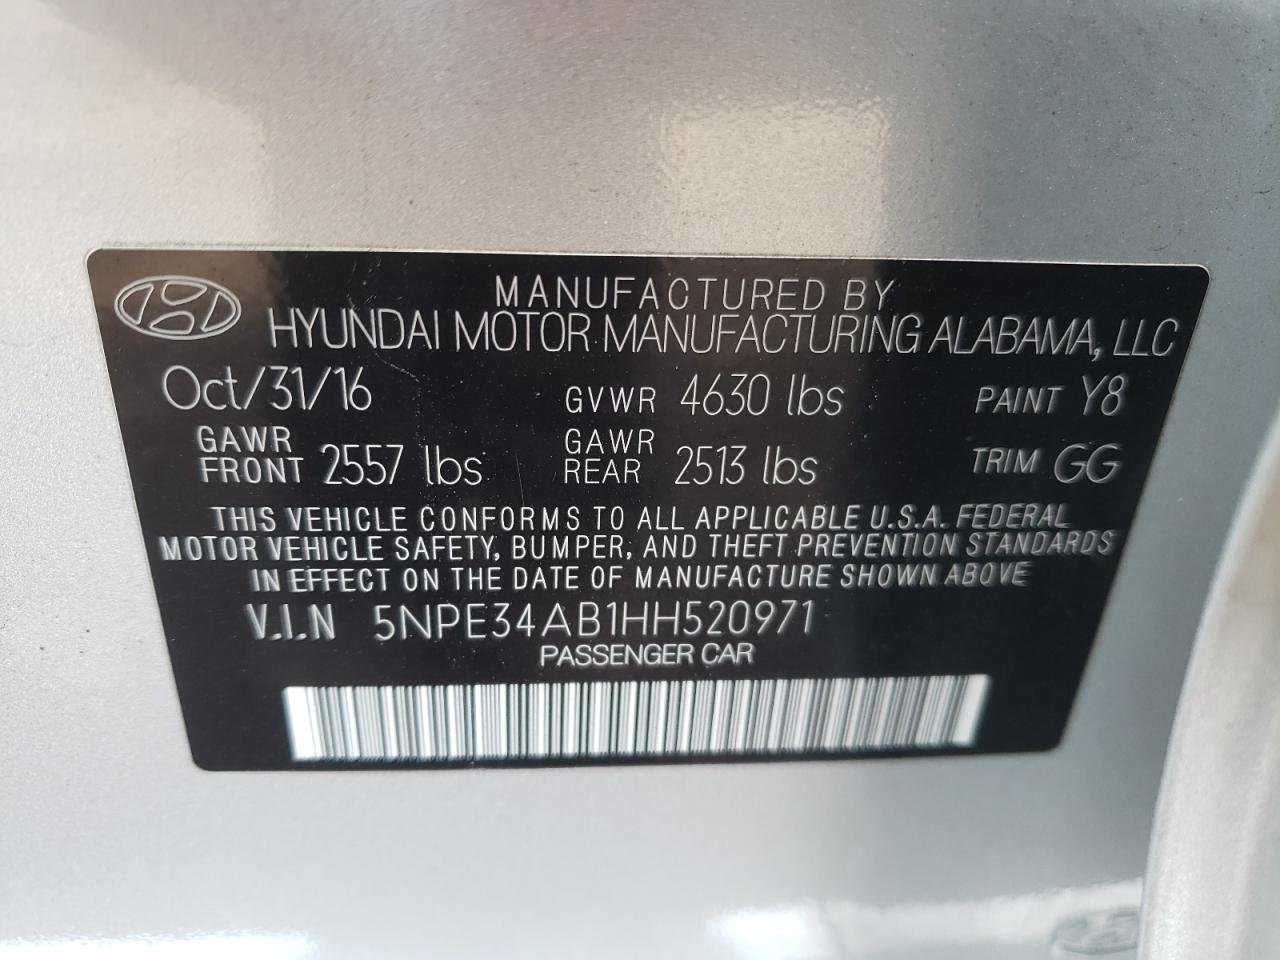 MANUFACTURED BY
HYUNDAI MOTOR MANUFACTURING ALABAMA, LLC
Oct/31/16 GVWR 4630 lbs PAINT Y8
GAWR FRONT 2557 lbs GAWR REAR 2513 lbs TRIM GG
THIS VEHICLE CONFORMS TO ALL APPLICABLE U.S.A. FEDERAL
MOTOR VEHICLE SAFETY, BUMPER, AND THEFT PREVENTION STANDARDS
IN EFFECT ON THE DATE OF MANUFACTURE SHOWN ABOVE
V.I.N 5NPE34AB1HH520971
PASSENGER CAR